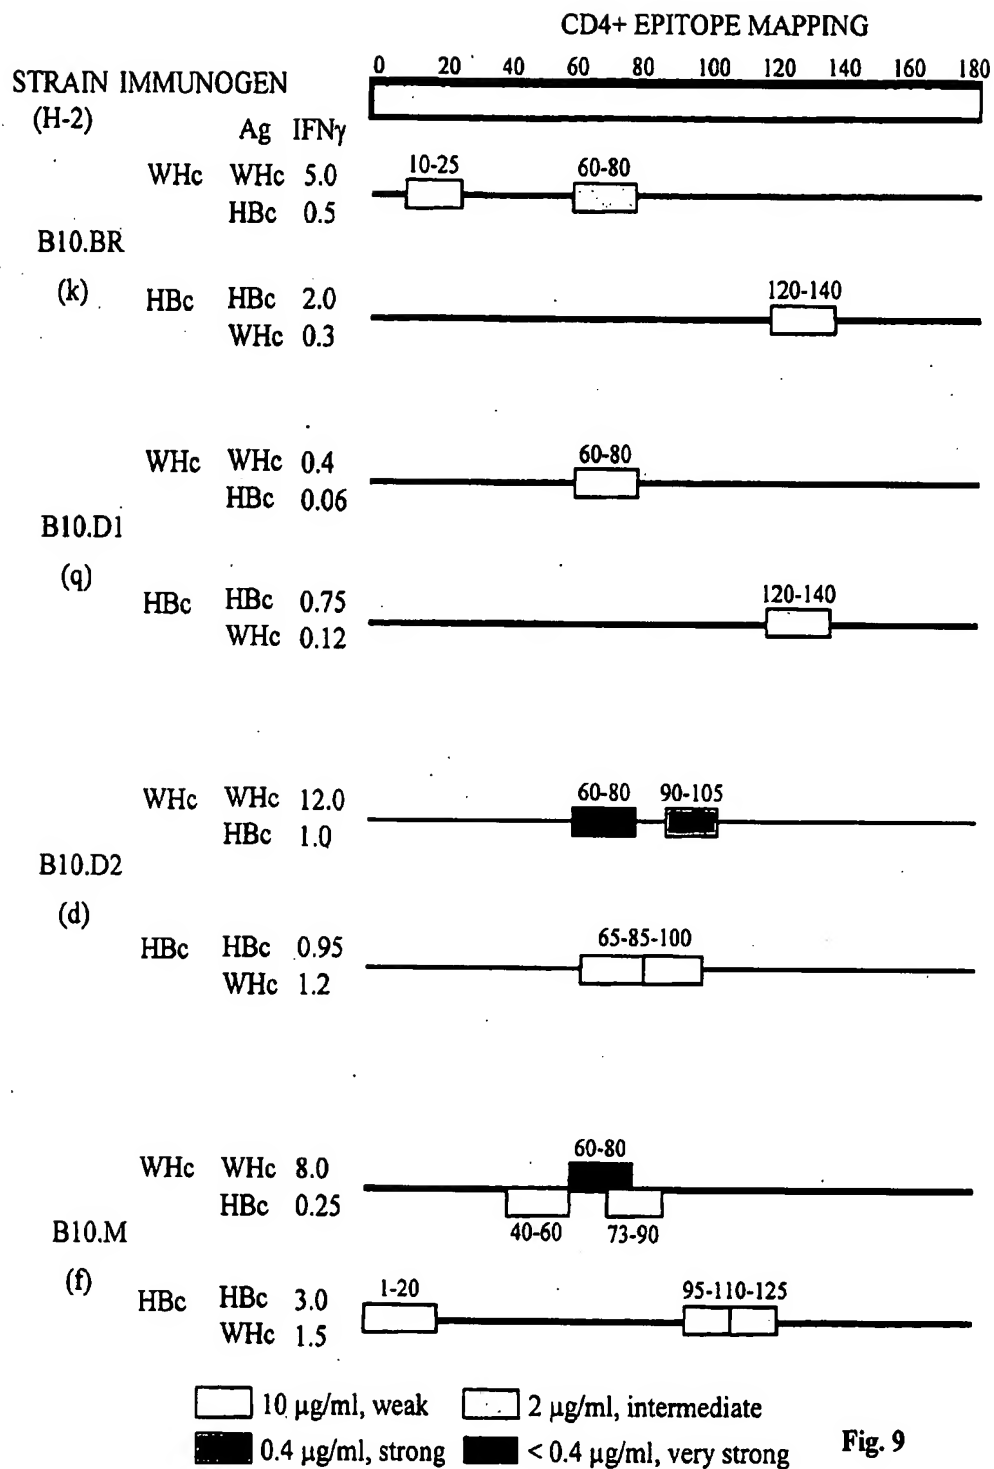 CD4+ EPITOPE MAPPING
0 20 40 60 80 100 120 140 160 180
STRAIN IMMUNOGEN
(H-2)
Ag IFNγ
10-25 60-80
WHc WHc 5.0
HBc 0.5
B10.BR
(k)
120-140
HBc HBc 2.0
WHc 0.3
60-80
WHc WHc 0.4
HBc 0.06
B10.D1
(q)
120-140
HBc HBc 0.75
WHc 0.12
60-80 90-105
WHc WHc 12.0
HBc 1.0
B10.D2
(d)
65-85-100
HBc HBc 0.95
WHc 1.2
60-80
WHc WHc 8.0
HBc 0.25
40-60 73-90
B10.M
(f)
1-20 95-110-125
HBc HBc 3.0
WHc 1.5
10 µg/ml, weak 2 µg/ml, intermediate
0.4 µg/ml, strong < 0.4 µg/ml, very strong
Fig. 9